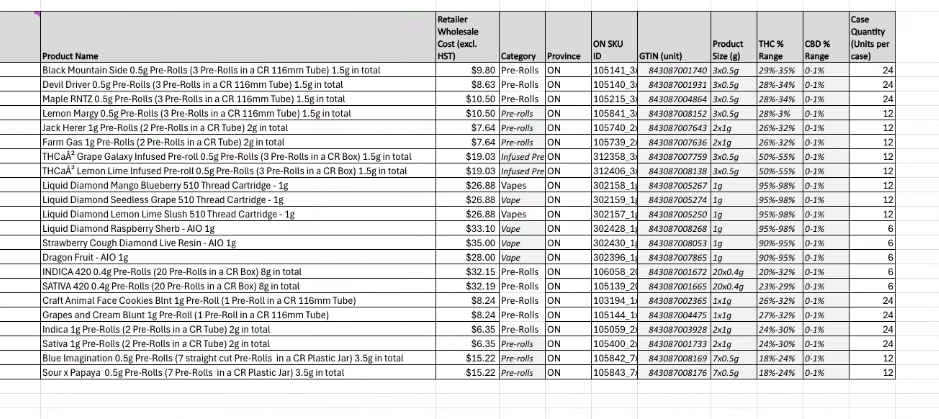 Product Name Retailer Wholesale Cost (excl. HST) Category Province ON SKU ID GTIN (unit) Product Size (g) THC % Range CBD % Range Case Quantity (Units per case)
Black Mountain Side 0.5g Pre-Rolls (3 Pre-Rolls in a CR 116mm Tube) 1.5g in total $9.80 Pre-Rolls ON 105141_3 843087001740 3x0.5g 29%-35% 0-1% 24
Devil Driver 0.5g Pre-Rolls (3 Pre-Rolls in a CR 116mm Tube) 1.5g in total $8.63 Pre-Rolls ON 105140_3 843087001931 3x0.5g 28%-34% 0-1% 24
Maple RNTZ 0.5g Pre-Rolls (3 Pre-Rolls in a CR 116mm Tube) 1.5g in total $10.50 Pre-Rolls ON 105215_3 843087004864 3x0.5g 28%-34% 0-1% 24
Lemon Margy 0.5g Pre-Rolls (3 Pre-Rolls in a CR 116mm Tube) 1.5g in total $10.50 Pre-rolls ON 105841_3 843087008152 3x0.5g 28%-3% 0-1% 12
Jack Herer 1g Pre-Rolls (2 Pre-Rolls in a CR Tube) 2g in total $7.64 Pre-rolls ON 105740_2 843087007643 2x1g 26%-32% 0-1% 12
Farm Gas 1g Pre-Rolls (2 Pre-Rolls in a CR Tube) 2g in total $7.64 Pre-rolls ON 105739_2 843087007636 2x1g 26%-32% 0-1% 12
THCaÂ² Grape Galaxy Infused Pre-roll 0.5g Pre-Rolls (3 Pre-Rolls in a CR Box) 1.5g in total $19.03 Infused Pre ON 312358_3 843087007759 3x0.5g 50%-55% 0-1% 12
THCaÂ² Lemon Lime Infused Pre-roll 0.5g Pre-Rolls (3 Pre-Rolls in a CR Box) 1.5g in total $19.03 Infused Pre ON 312406_3 843087008138 3x0.5g 50%-55% 0-1% 12
Liquid Diamond Mango Blueberry 510 Thread Cartridge - 1g $26.88 Vapes ON 302158_1 843087005267 1g 95%-98% 0-1% 12
Liquid Diamond Seedless Grape 510 Thread Cartridge - 1g $26.88 Vape ON 302159_1 843087005274 1g 95%-98% 0-1% 12
Liquid Diamond Lemon Lime Slush 510 Thread Cartridge - 1g $26.88 Vapes ON 302157_1 843087005250 1g 95%-98% 0-1% 12
Liquid Diamond Raspberry Sherb - AIO 1g $33.10 Vape ON 302428_1 843087008268 1g 95%-98% 0-1% 6
Strawberry Cough Diamond Live Resin - AIO 1g $35.00 Vape ON 302430_1 843087008053 1g 90%-95% 0-1% 6
Dragon Fruit - AIO 1g $28.00 Vape ON 302396_1 843087007865 1g 90%-95% 0-1% 6
INDICA 420 0.4g Pre-Rolls (20 Pre-Rolls in a CR Box) 8g in total $32.15 Pre-Rolls ON 106058_2 843087001672 20x0.4g 20%-32% 0-1% 6
SATIVA 420 0.4g Pre-Rolls (20 Pre-Rolls in a CR Box) 8g in total $32.19 Pre-Rolls ON 105139_2 843087001665 20x0.4g 23%-29% 0-1% 6
Craft Animal Face Cookies Blnt 1g Pre-Roll (1 Pre-Roll in a CR 116mm Tube) $8.24 Pre-Rolls ON 103194_1 843087002365 1x1g 26%-32% 0-1% 24
Grapes and Cream Blunt 1g Pre-Roll (1 Pre-Roll in a CR 116mm Tube) $8.24 Pre-Rolls ON 105144_1 843087004475 1x1g 27%-32% 0-1% 24
Indica 1g Pre-Rolls (2 Pre-Rolls in a CR Tube) 2g in total $6.35 Pre-Rolls ON 105059_2 843087003928 2x1g 24%-30% 0-1% 24
Sativa 1g Pre-Rolls (2 Pre-Rolls in a CR Tube) 2g in total $6.35 Pre-rolls ON 105400_2 843087001733 2x1g 24%-30% 0-1% 24
Blue Imagination 0.5g Pre-Rolls (7 straight cut Pre-Rolls in a CR Plastic Jar) 3.5g in total $15.22 Pre-rolls ON 105842_7 843087008169 7x0.5g 18%-24% 0-1% 12
Sour x Papaya 0.5g Pre-Rolls (7 Pre-Rolls in a CR Plastic Jar) 3.5g in total $15.22 Pre-rolls ON 105843_7 843087008176 7x0.5g 18%-24% 0-1% 12